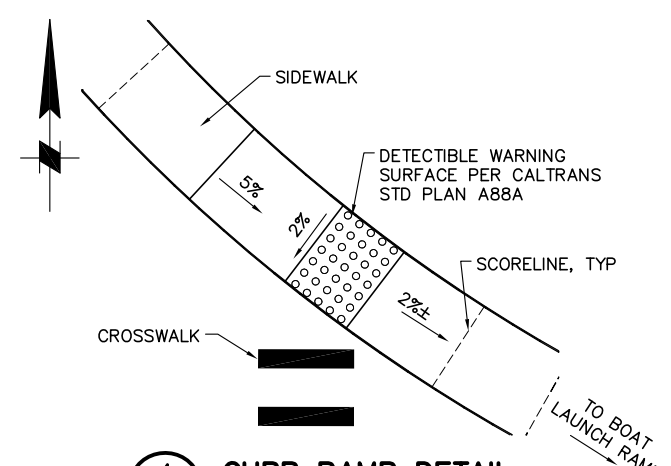 SIDEWALK
DETECTIBLE WARNING
SURFACE PER CALTRANS
STD PLAN A88A
5%
2%
SCORELINE, TYP
2%±
CROSSWALK
TO BOAT
LAUNCH RAMP
CURB RAMP DETAIL